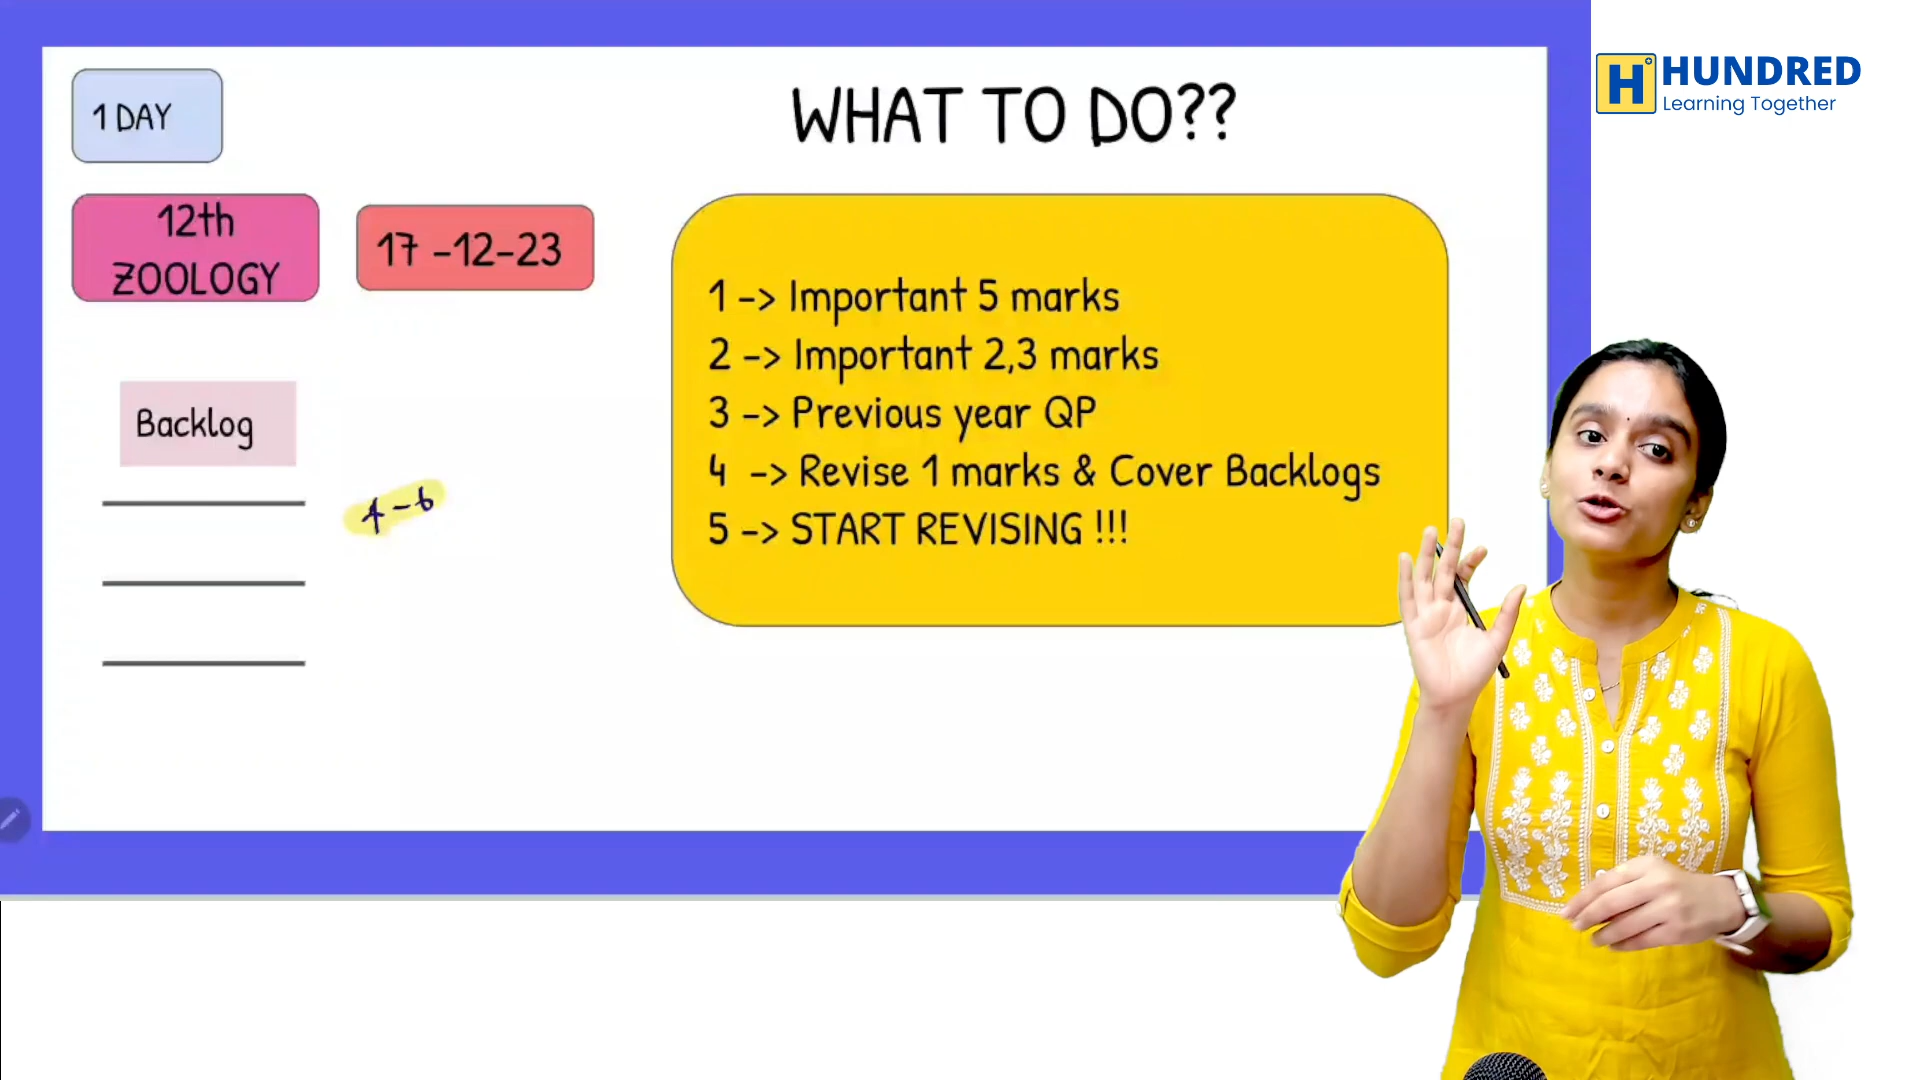 1 DAY
WHAT TO DO??
HUNDRED
Learning Together
12th
ZOOLOGY
17 -12-23
1 -> Important 5 marks
2 -> Important 2,3 marks
3 -> Previous year QP
4 -> Revise 1 marks & Cover Backlogs
5 -> START REVISING !!!
Backlog
4-6